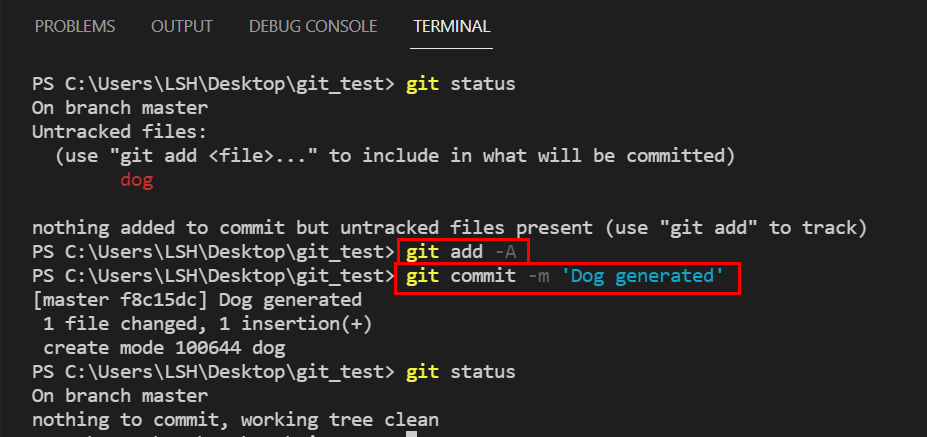 PROBLEMS OUTPUT DEBUG CONSOLE TERMINAL
PS C:\Users\LSH\Desktop\git_test> git status
On branch master
Untracked files:
  (use "git add <file>..." to include in what will be committed)
        dog
nothing added to commit but untracked files present (use "git add" to track)
PS C:\Users\LSH\Desktop\git_test> git add -A
PS C:\Users\LSH\Desktop\git_test> git commit -m 'Dog generated'
[master f8c15dc] Dog generated
 1 file changed, 1 insertion(+)
 create mode 100644 dog
PS C:\Users\LSH\Desktop\git_test> git status
On branch master
nothing to commit, working tree clean